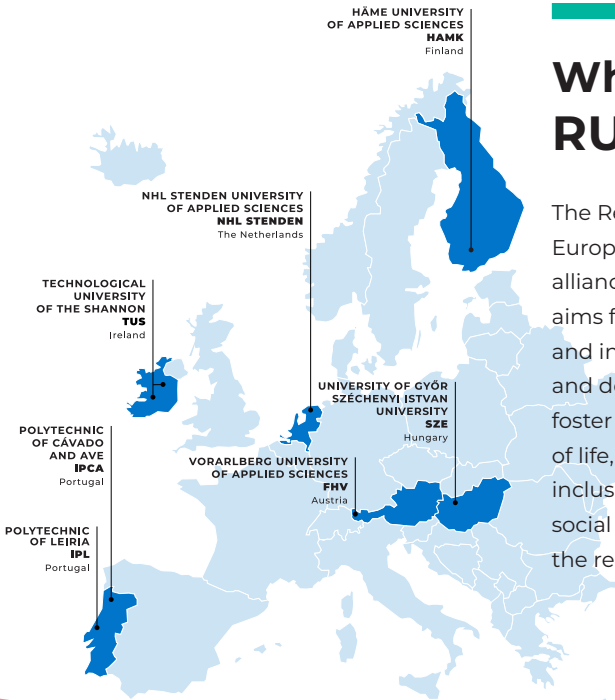 HÄME UNIVERSITY
OF APPLIED SCIENCES
HAMK
Finland
NHL STENDEN UNIVERSITY
OF APPLIED SCIENCES
NHL STENDEN
The Netherlands
TECHNOLOGICAL
UNIVERSITY
OF THE SHANNON
TUS
Ireland
UNIVERSITY OF GYŐR
SZÉCHENYI ISTVAN
UNIVERSITY
SZE
Hungary
POLYTECHNIC
OF CÁVADO
AND AVE
IPCA
Portugal
VORARLBERG UNIVERSITY
OF APPLIED SCIENCES
FHV
Austria
POLYTECHNIC
OF LEIRIA
IPL
Portugal
Wh
RU
The Re
Europ
allianc
aims f
and in
and de
foster
of life,
inclus
social
the re